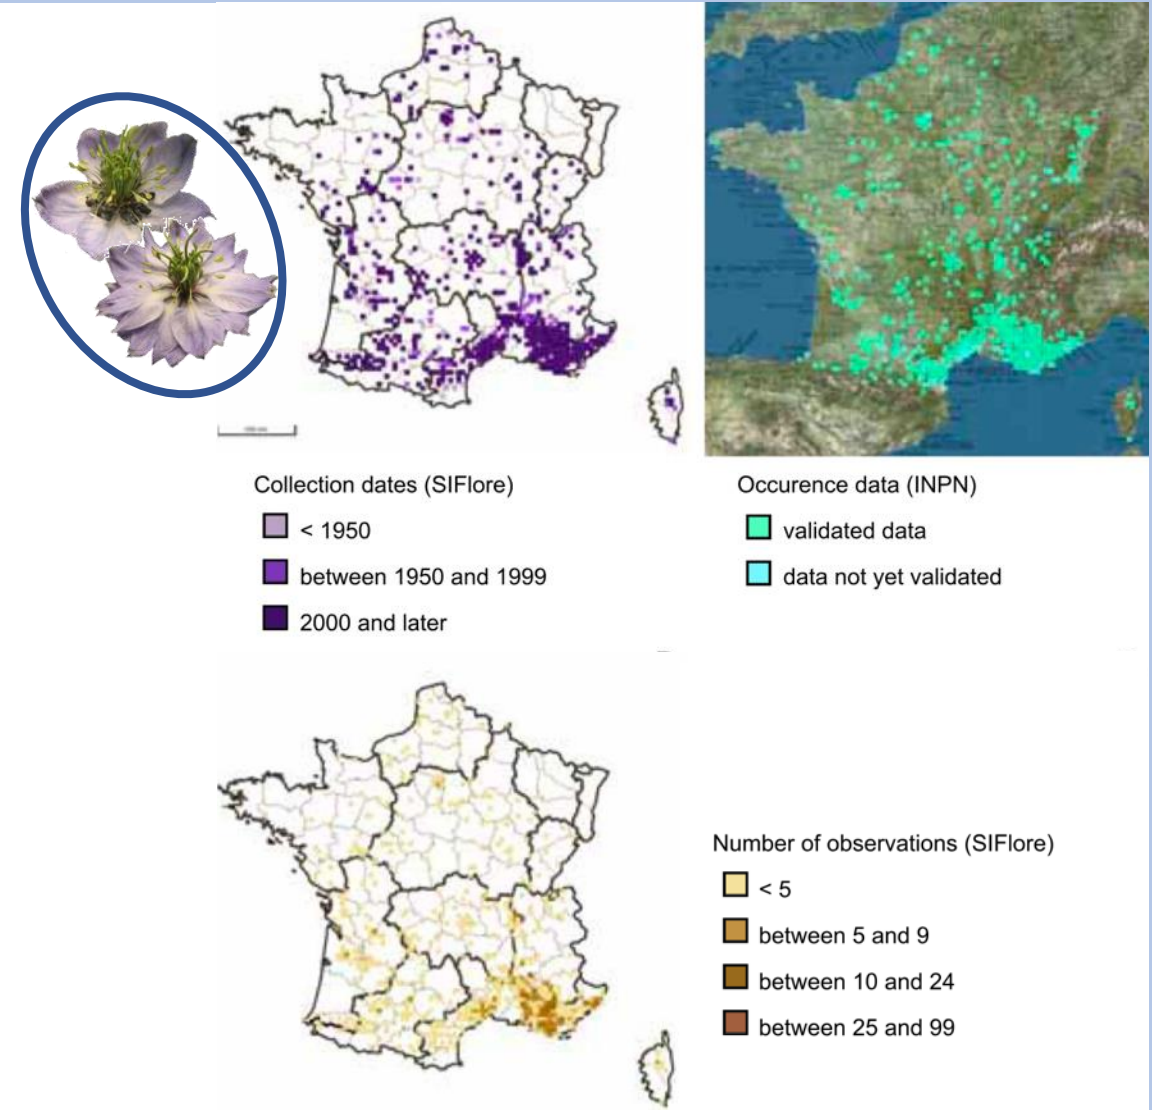 Collection dates (SIFlore)
< 1950
between 1950 and 1999
2000 and later
Occurence data (INPN)
validated data
data not yet validated
Number of observations (SIFlore)
< 5
between 5 and 9
between 10 and 24
between 25 and 99